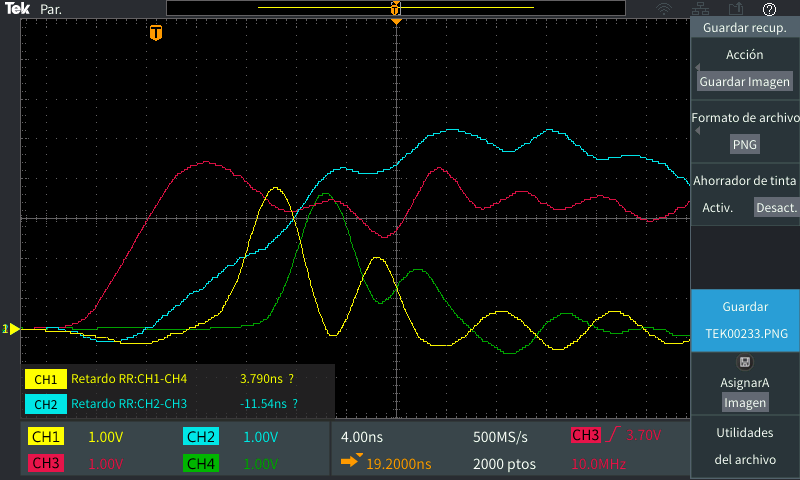 Tek Par.
T
T
?
Guardar recup.
Acción
Guardar Imagen
Formato de archivo
PNG
Ahorrador de tinta
Activ. Desact.
Guardar
TEK00233.PNG
AsignarA
Imagen
Utilidades
del archivo
CH1 Retardo RR:CH1-CH4 3.790ns ?
CH2 Retardo RR:CH2-CH3 -11.54ns ?
CH1 1.00V CH2 1.00V 4.00ns 500MS/s CH3 3.70V
CH3 1.00V CH4 1.00V 19.2000ns 2000 ptos 10.0MHz